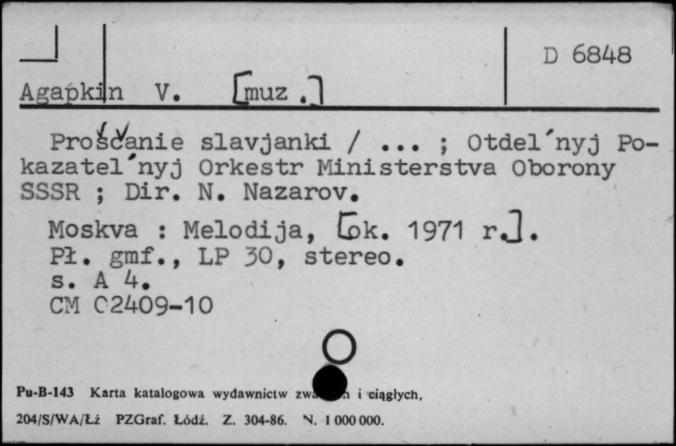 D 6848
Agapkin V. [muz.]
Proščanie slavjanki / ... ; Otdel'nyj Po-
kazatel'nyj Orkestr Ministerstva Oborony
SSSR ; Dir. N. Nazarov.
Moskva : Melodija, [ok. 1971 r.].
Pł. gmf., LP 30, stereo.
s. A 4.
CM 02409-10
Pu-B-143 Karta katalogowa wydawnictw i ciągłych,
204/S/WA/Łż PZGraf. Łódź. Z. 304-86. N. 1 000 000.